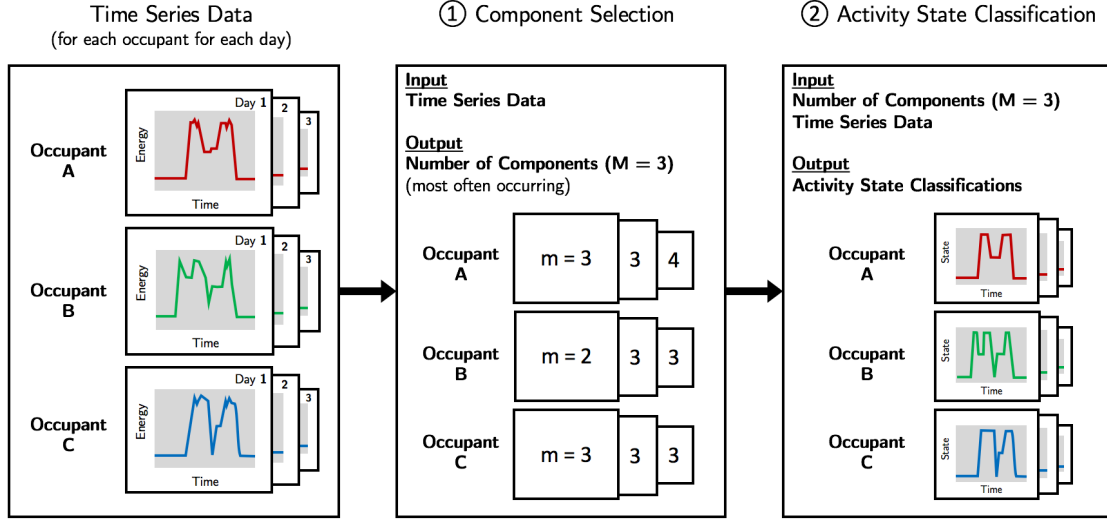 Time Series Data
(for each occupant for each day)
Occupant
A
Day 1
2
3
Energy
Time
Occupant
B
Day 1
2
3
Energy
Time
Occupant
C
Day 1
2
3
Energy
Time
① Component Selection
Input
Time Series Data
Output
Number of Components (M = 3)
(most often occurring)
Occupant
A
m = 3
3
4
Occupant
B
m = 2
3
3
Occupant
C
m = 3
3
3
② Activity State Classification
Input
Number of Components (M = 3)
Time Series Data
Output
Activity State Classifications
Occupant
A
State
Time
Occupant
B
State
Time
Occupant
C
State
Time